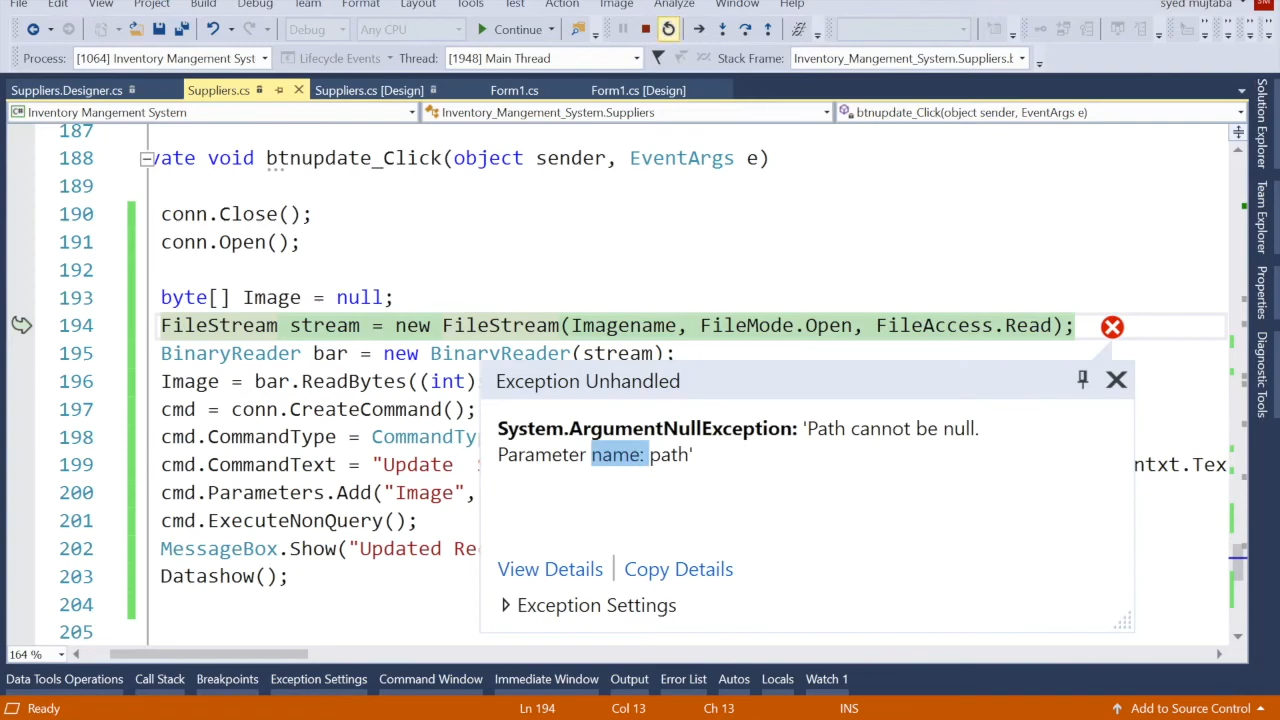 File Edit View Project Build Debug Team Format Layout Tools Test Action Image Analyze Window Help syed mujtaba SM
Debug Any CPU Continue
Process: [1064] Inventory Mangement Syst Lifecycle Events Thread: [1948] Main Thread Stack Frame: Inventory_Mangement_System.Suppliers.b
Suppliers.Designer.cs Suppliers.cs Suppliers.cs [Design] Form1.cs Form1.cs [Design]
Inventory Mangement System Inventory_Mangement_System.Suppliers btnupdate_Click(object sender, EventArgs e)
187
188 vate void btnupdate_Click(object sender, EventArgs e)
189
190 conn.Close();
191 conn.Open();
192
193 byte[] Image = null;
194 FileStream stream = new FileStream(Imagename, FileMode.Open, FileAccess.Read);
195 BinaryReader bar = new BinaryReader(stream);
196 Image = bar.ReadBytes((int)
197 cmd = conn.CreateCommand();
198 cmd.CommandType = CommandTy
199 cmd.CommandText = "Update S ntxt.Tex
200 cmd.Parameters.Add("Image",
201 cmd.ExecuteNonQuery();
202 MessageBox.Show("Updated Re
203 Datashow();
204
205
Exception Unhandled
System.ArgumentNullException: 'Path cannot be null.
Parameter name: path'
View Details Copy Details
Exception Settings
Solution Explorer
Team Explorer
Properties
Diagnostic Tools
164 %
Data Tools Operations Call Stack Breakpoints Exception Settings Command Window Immediate Window Output Error List Autos Locals Watch 1
Ready Ln 194 Col 13 Ch 13 INS Add to Source Control